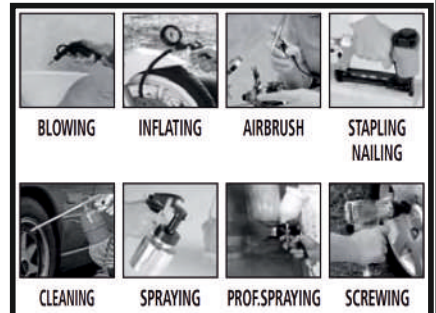 BLOWING
INFLATING
AIRBRUSH
STAPLING
NAILING
CLEANING
SPRAYING
PROF.SPRAYING
SCREWING